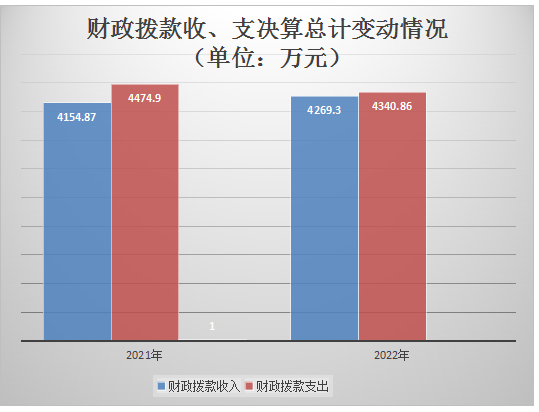 财政拨款收、支决算总计变动情况
（单位：万元）
4154.87
4474.9
1
4269.3
4340.86
2021年
2022年
财政拨款收入
财政拨款支出